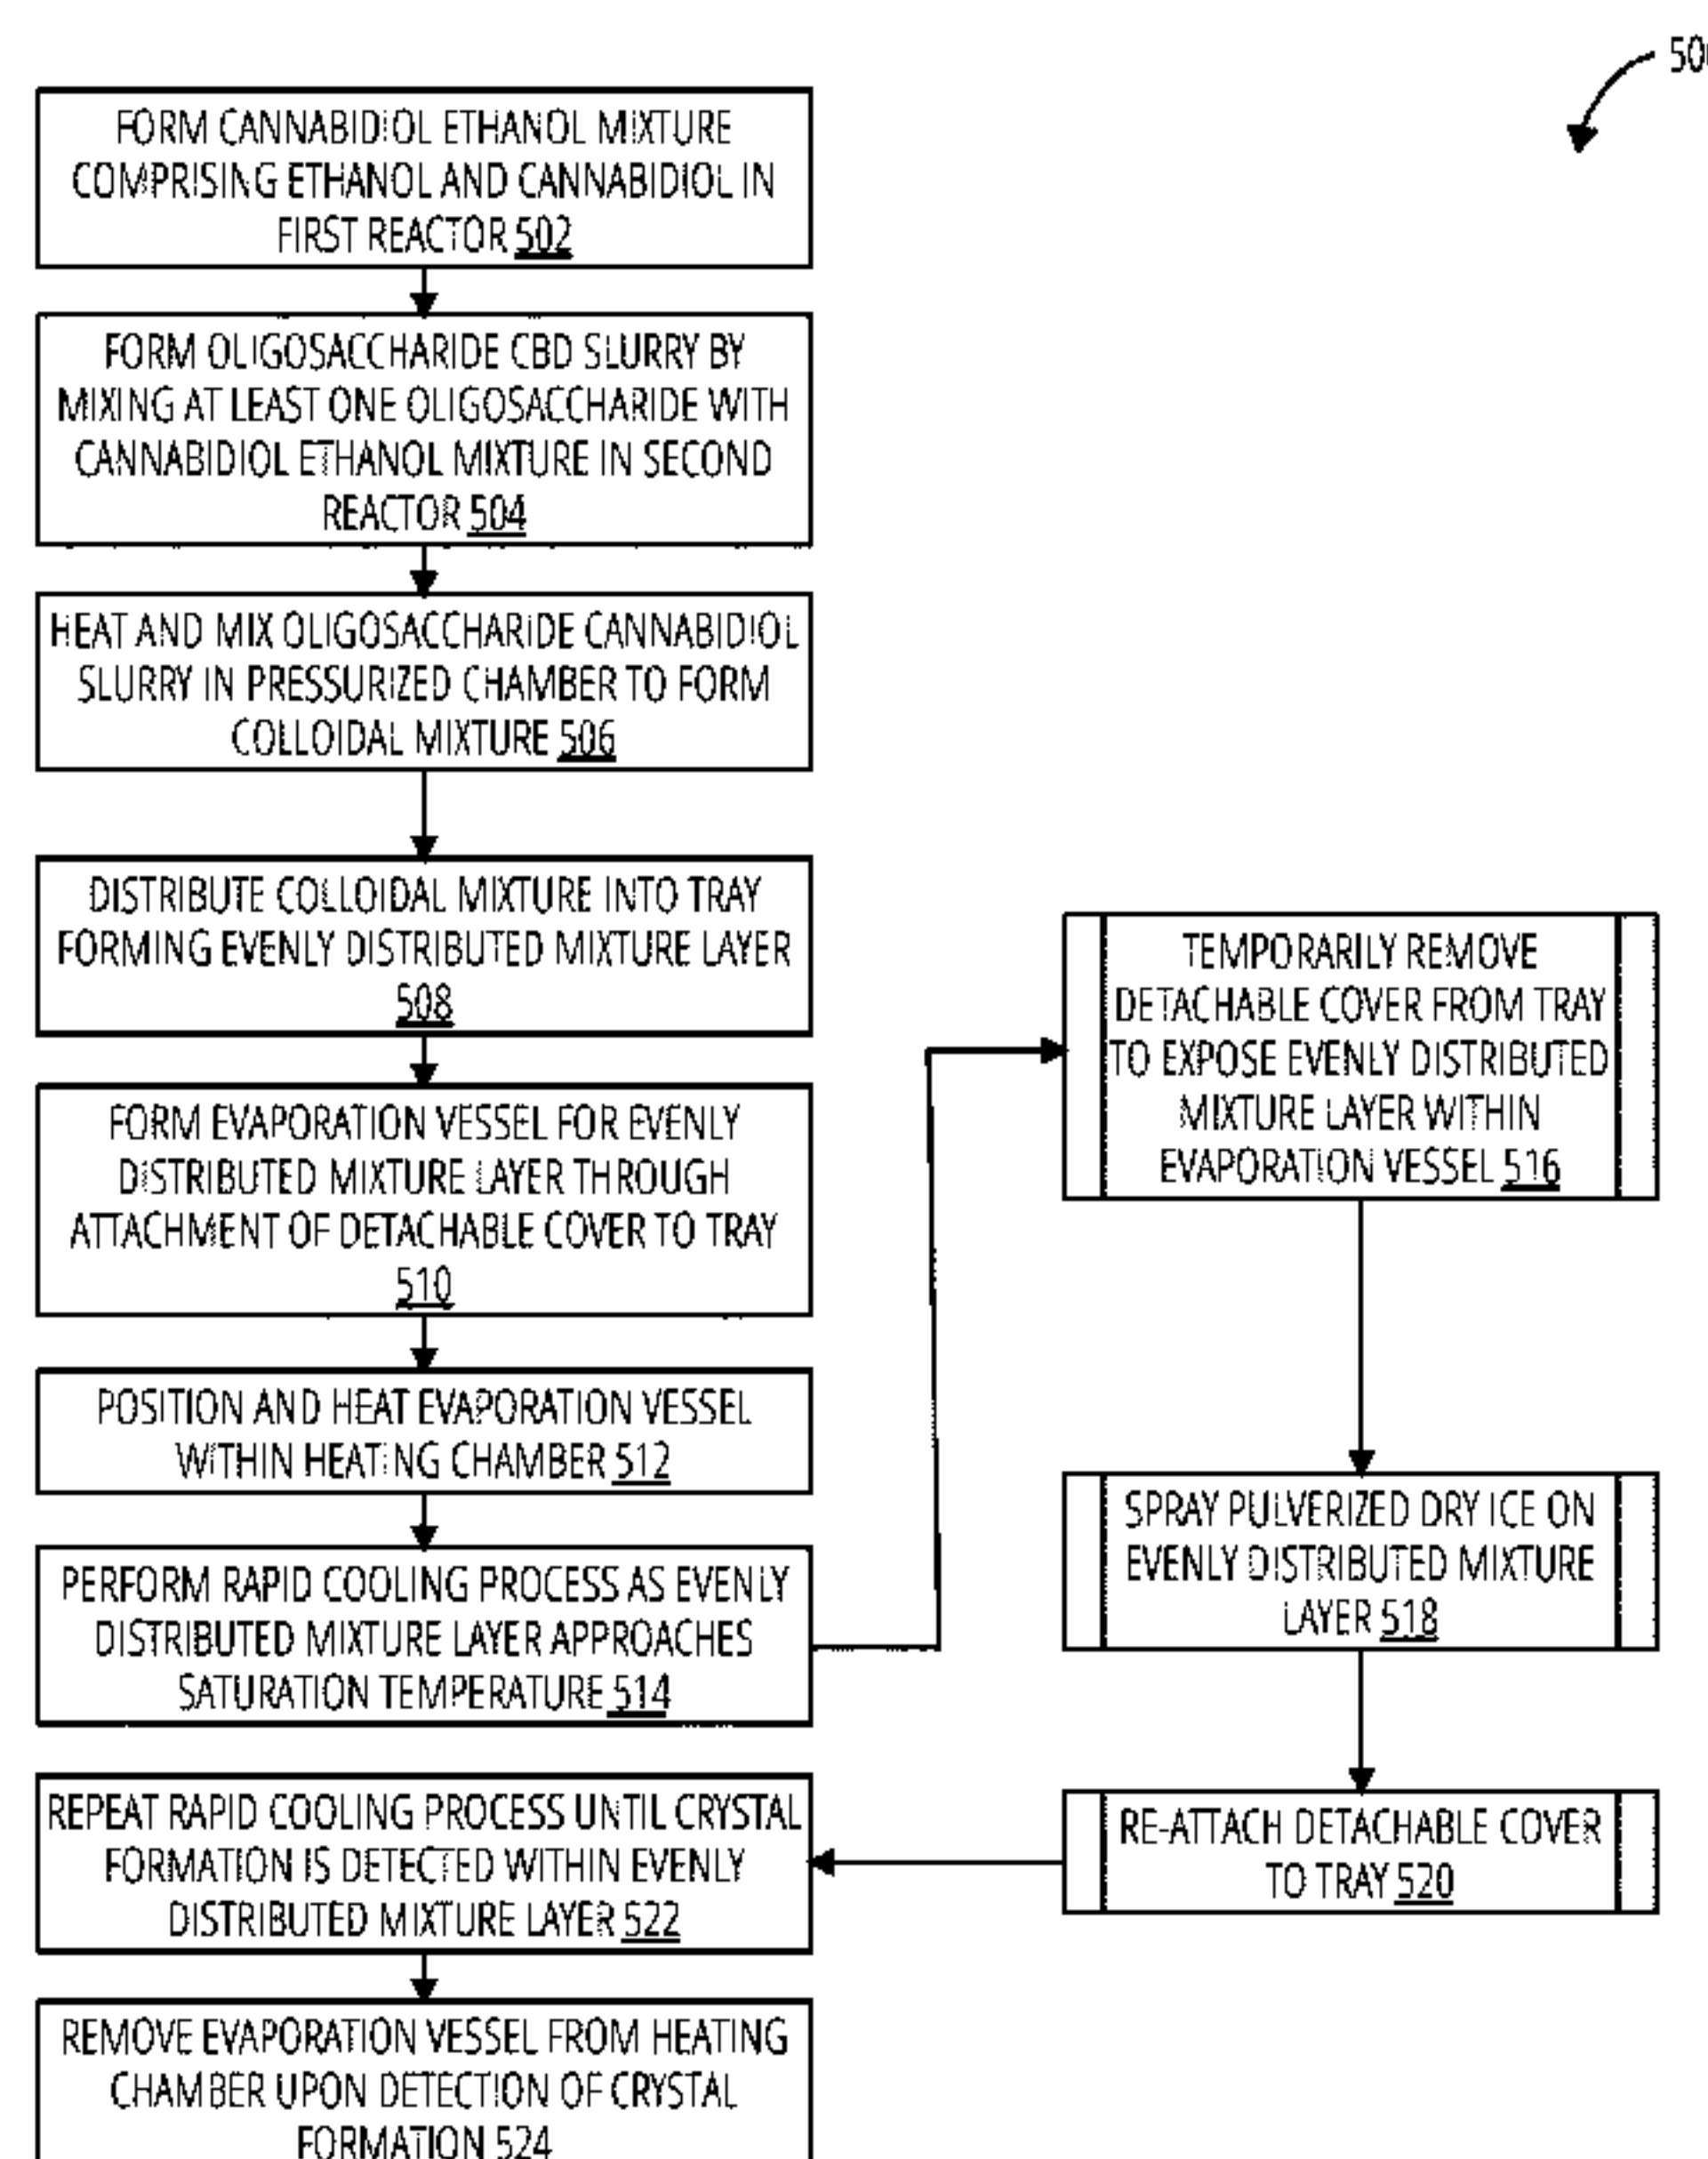 FORM CANNABIDIOL ETHANOL MIXTURE
COMPRISING ETHANOL AND CANNABIDIOL IN
FIRST REACTOR 502
FORM OLIGOSACCHARIDE CBD SLURRY BY
MIXING AT LEAST ONE OLIGOSACCHARIDE WITH
CANNABIDIOL ETHANOL MIXTURE IN SECOND
REACTOR 504
HEAT AND MIX OLIGOSACCHARIDE CANNABIDIOL
SLURRY IN PRESSURIZED CHAMBER TO FORM
COLLOIDAL MIXTURE 506
DISTRIBUTE COLLOIDAL MIXTURE INTO TRAY
FORMING EVENLY DISTRIBUTED MIXTURE LAYER
508
FORM EVAPORATION VESSEL FOR EVENLY
DISTRIBUTED MIXTURE LAYER THROUGH
ATTACHMENT OF DETACHABLE COVER TO TRAY
510
POSITION AND HEAT EVAPORATION VESSEL
WITHIN HEATING CHAMBER 512
PERFORM RAPID COOLING PROCESS AS EVENLY
DISTRIBUTED MIXTURE LAYER APPROACHES
SATURATION TEMPERATURE 514
TEMPORARILY REMOVE
DETACHABLE COVER FROM TRAY
TO EXPOSE EVENLY DISTRIBUTED
MIXTURE LAYER WITHIN
EVAPORATION VESSEL 516
SPRAY PULVERIZED DRY ICE ON
EVENLY DISTRIBUTED MIXTURE
LAYER 518
RE-ATTACH DETACHABLE COVER
TO TRAY 520
REPEAT RAPID COOLING PROCESS UNTIL CRYSTAL
FORMATION IS DETECTED WITHIN EVENLY
DISTRIBUTED MIXTURE LAYER 522
REMOVE EVAPORATION VESSEL FROM HEATING
CHAMBER UPON DETECTION OF CRYSTAL
FORMATION 524